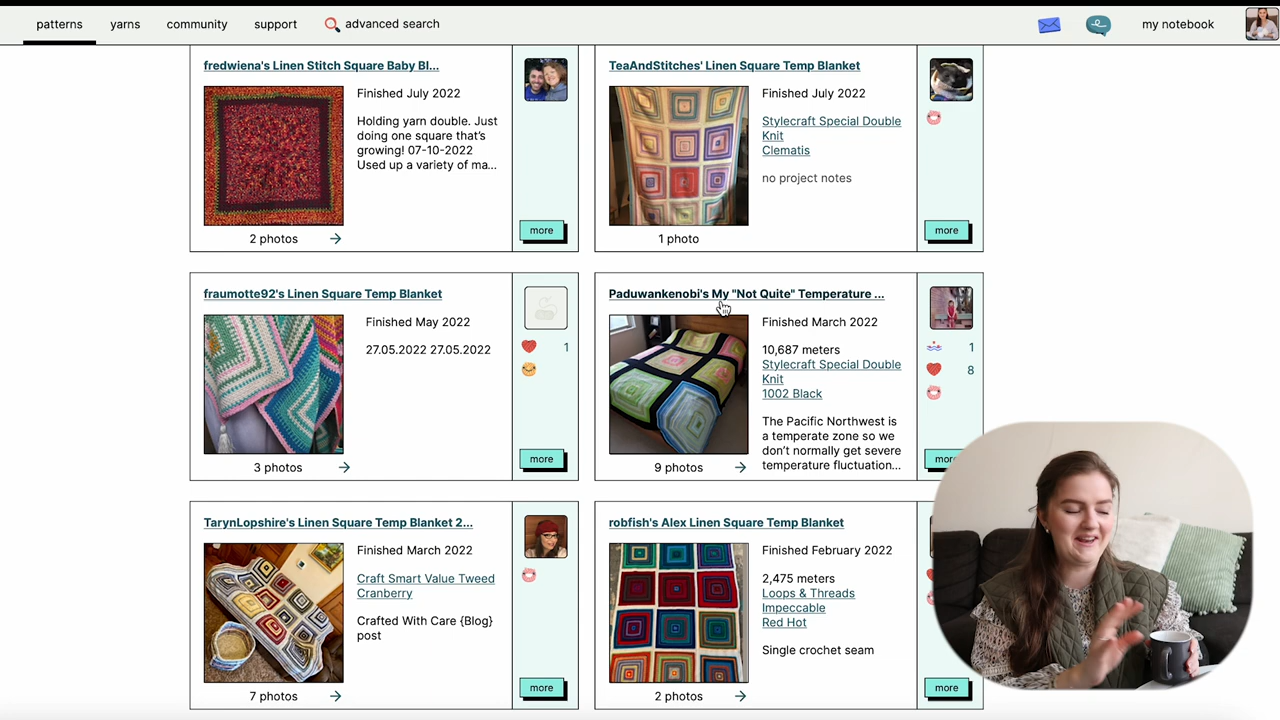 patterns yarns community support advanced search my notebook
fredwiena's Linen Stitch Square Baby Bl...
Finished July 2022
Holding yarn double. Just
doing one square that's
growing! 07-10-2022
Used up a variety of ma...
2 photos
more
TeaAndStitches' Linen Square Temp Blanket
Finished July 2022
Stylecraft Special Double
Knit
Clematis
no project notes
1 photo
more
fraumotte92's Linen Square Temp Blanket
Finished May 2022
27.05.2022 27.05.2022
1
3 photos
more
Paduwankenobi's My "Not Quite" Temperature ...
Finished March 2022
10,687 meters
Stylecraft Special Double
Knit
1002 Black
The Pacific Northwest is
a temperate zone so we
don't normally get severe
temperature fluctuation...
1
8
9 photos
TarynLopshire's Linen Square Temp Blanket 2...
Finished March 2022
Craft Smart Value Tweed
Cranberry
Crafted With Care {Blog}
post
7 photos
more
robfish's Alex Linen Square Temp Blanket
Finished February 2022
2,475 meters
Loops & Threads
Impeccable
Red Hot
Single crochet seam
2 photos
more